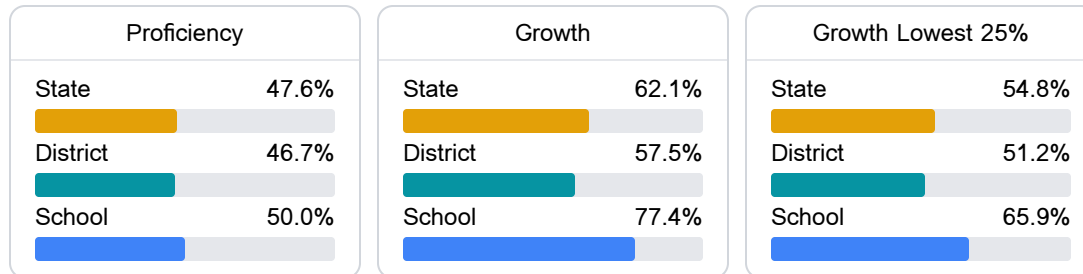 Proficiency
State 47.6%
District 46.7%
School 50.0%
Growth
State 62.1%
District 57.5%
School 77.4%
Growth Lowest 25%
State 54.8%
District 51.2%
School 65.9%